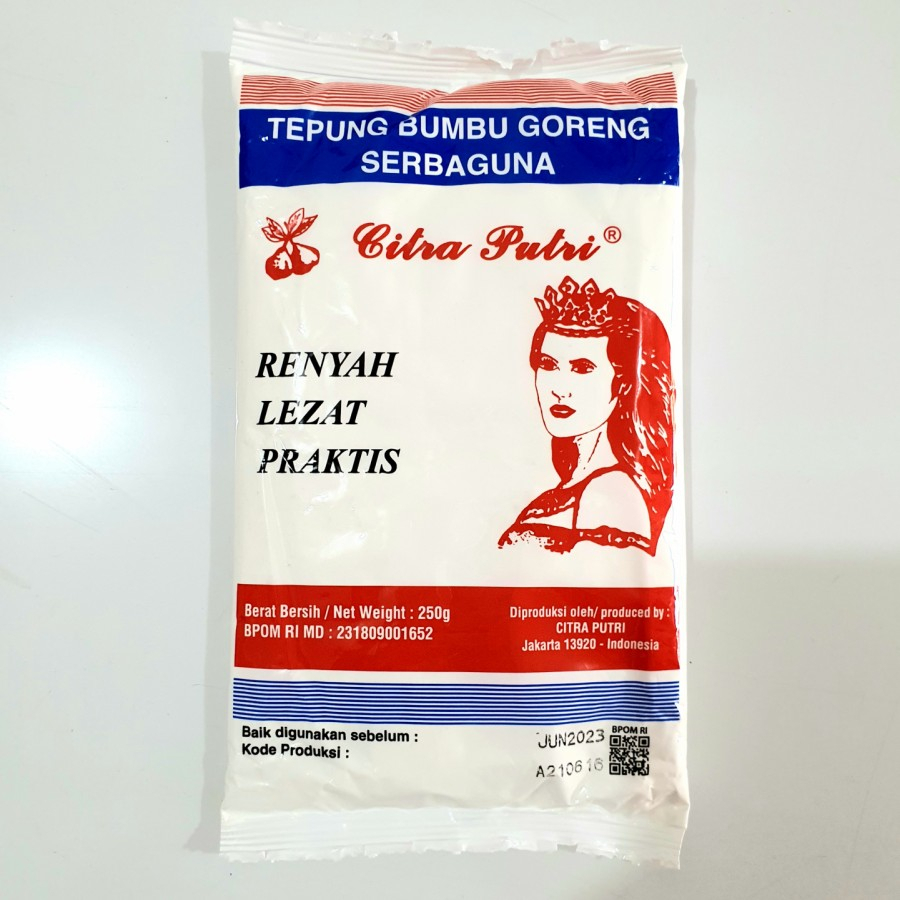 TEPUNG BUMBU GORENG
SERBAGUNA
Citra Putri ®
RENYAH
LEZAT
PRAKTIS
Berat Bersih / Net Weight : 250g
BPOM RI MD : 231809001652
Diproduksi oleh/ produced by :
CITRA PUTRI
Jakarta 13920 - Indonesia
Baik digunakan sebelum : JUN2023
Kode Produksi : A210616
BPOM RI